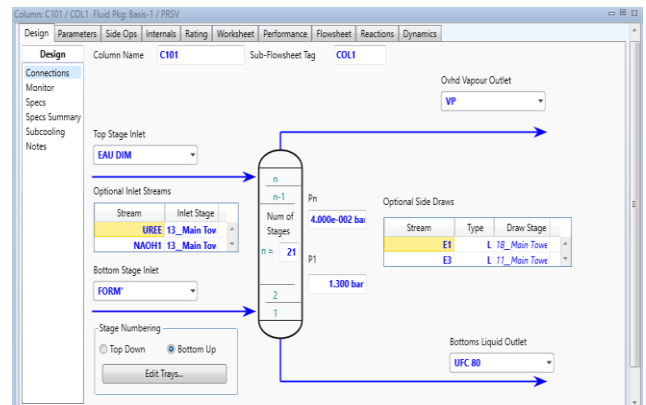 Column: C101 / COL1 Fluid Pkg: Basis-1 / PRSV
Design Parameters Side Ops Internals Rating Worksheet Performance Flowsheet Reactions Dynamics
Design
Connections
Monitor
Specs
Specs Summary
Subcooling
Notes
Column Name C101 Sub-Flowsheet Tag COL1
Ovhd Vapour Outlet
VP
Top Stage Inlet
EAU DIM
Optional Inlet Streams
Stream Inlet Stage
UREE 13_Main Tov
NAOH1 13_Main Tov
Bottom Stage Inlet
FORM'
Stage Numbering
Top Down Bottom Up
Edit Trays...
n
n-1
Num of
Stages
n = 21
2
1
Pn
4.000e-002 bar
P1
1.300 bar
Optional Side Draws
Stream Type Draw Stage
E1 L 18_Main Towe
E3 L 11_Main Towe
Bottoms Liquid Outlet
UFC 80